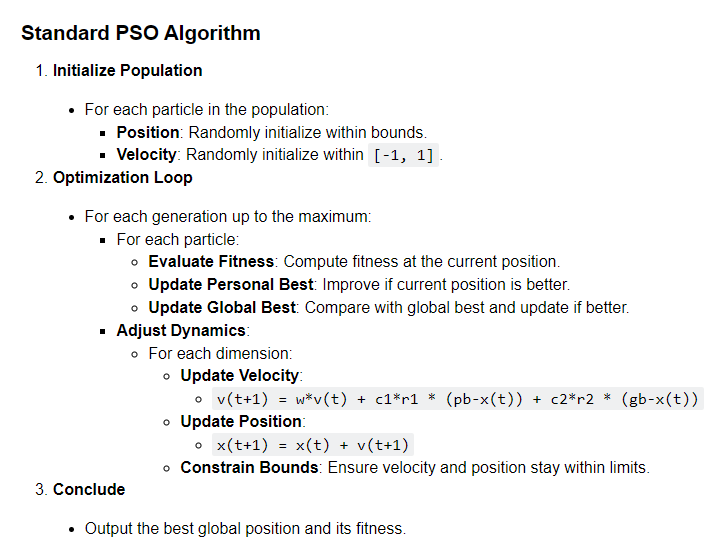 Standard PSO Algorithm
1. Initialize Population
For each particle in the population:
Position: Randomly initialize within bounds.
Velocity: Randomly initialize within [-1, 1].
2. Optimization Loop
For each generation up to the maximum:
For each particle:
Evaluate Fitness: Compute fitness at the current position.
Update Personal Best: Improve if current position is better.
Update Global Best: Compare with global best and update if better.
Adjust Dynamics:
For each dimension:
Update Velocity:
v(t+1) = w*v(t) + c1*r1 * (pb-x(t)) + c2*r2 * (gb-x(t))
Update Position:
x(t+1) = x(t) + v(t+1)
Constrain Bounds: Ensure velocity and position stay within limits.
3. Conclude
Output the best global position and its fitness.